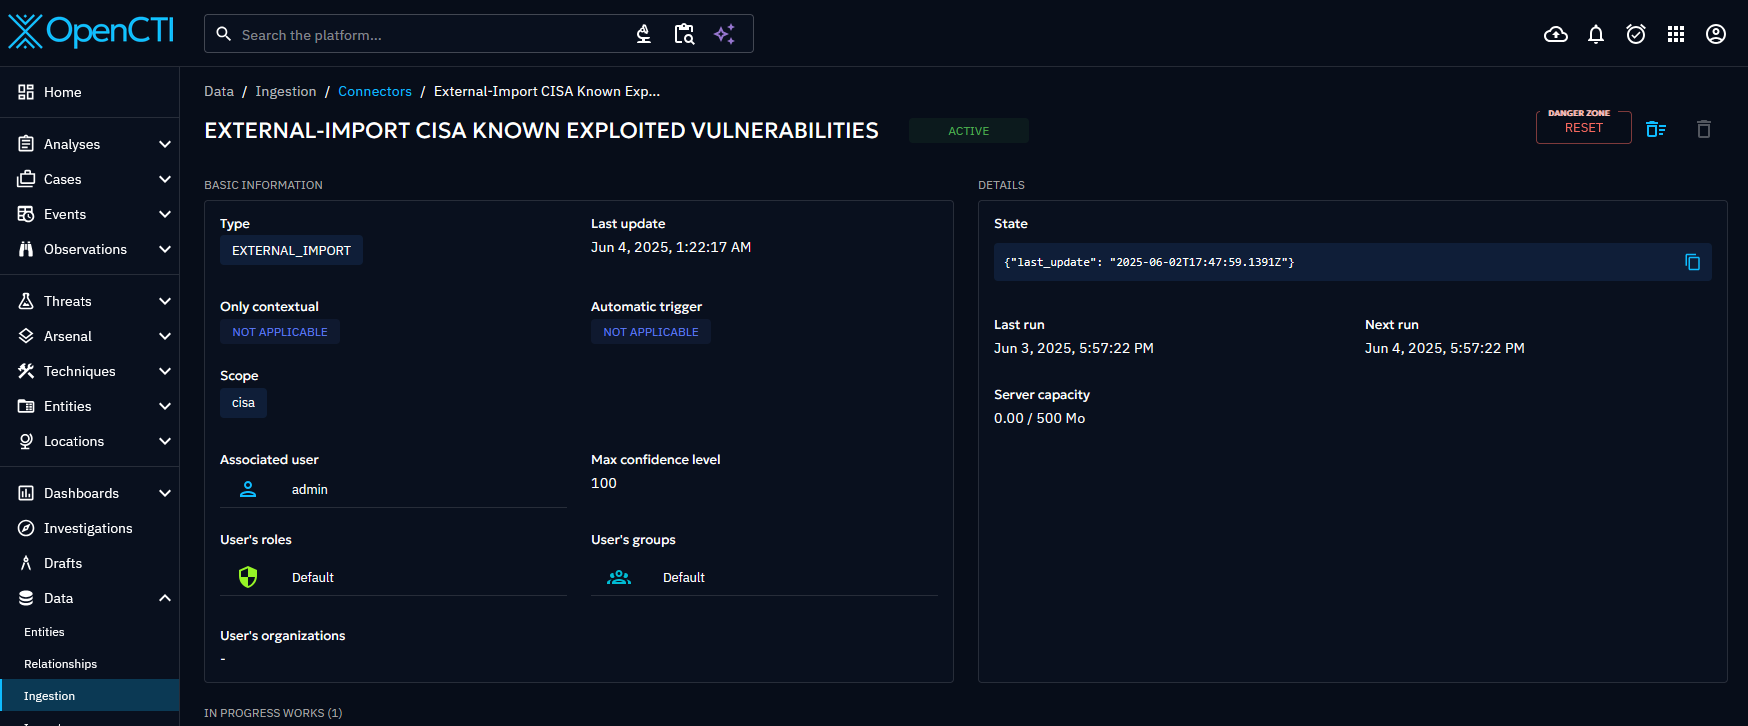 OpenCTI
Search the platform...
Home
Analyses
Cases
Events
Observations
Threats
Arsenal
Techniques
Entities
Locations
Dashboards
Investigations
Drafts
Data
Entities
Relationships
Ingestion
Data / Ingestion / Connectors / External-Import CISA Known Exp...
EXTERNAL-IMPORT CISA KNOWN EXPLOITED VULNERABILITIES
ACTIVE
DANGER ZONE
RESET
BASIC INFORMATION
Type
EXTERNAL_IMPORT
Last update
Jun 4, 2025, 1:22:17 AM
Only contextual
NOT APPLICABLE
Automatic trigger
NOT APPLICABLE
Scope
cisa
Associated user
admin
Max confidence level
100
User's roles
Default
User's groups
Default
User's organizations
-
DETAILS
State
{"last_update": "2025-06-02T17:47:59.1391Z"}
Last run
Jun 3, 2025, 5:57:22 PM
Next run
Jun 4, 2025, 5:57:22 PM
Server capacity
0.00 / 500 Mo
IN PROGRESS WORKS (1)